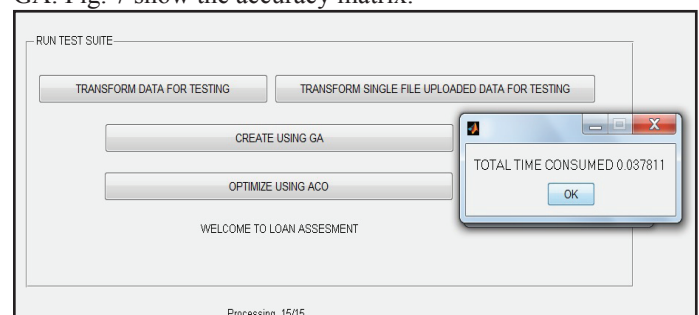 GA. Fig. 7 show the accuracy matrix.
RUN TEST SUITE
TRANSFORM DATA FOR TESTING
TRANSFORM SINGLE FILE UPLOADED DATA FOR TESTING
CREATE USING GA
TOTAL TIME CONSUMED 0.037811
OK
OPTIMIZE USING ACO
WELCOME TO LOAN ASSESMENT
Processing 15/15